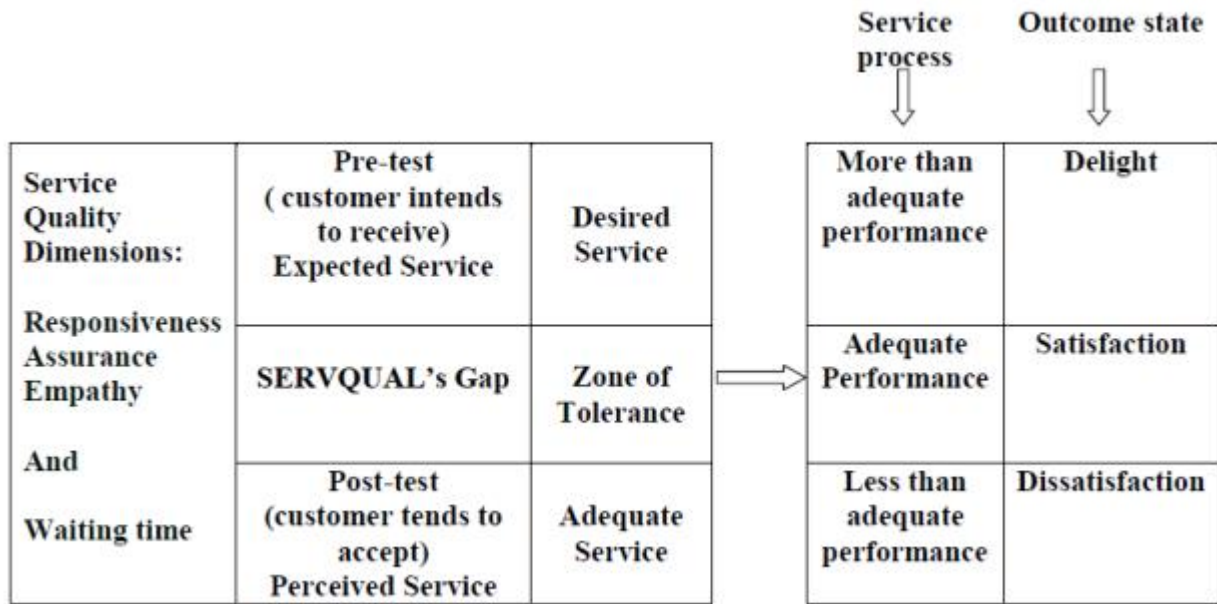 Service
process
Outcome state
Service
Quality
Dimensions:
Responsiveness
Assurance
Empathy
And
Waiting time
Pre-test
( customer intends
to receive)
Expected Service
Desired
Service
SERVQUAL's Gap
Zone of
Tolerance
Post-test
(customer tends to
accept)
Perceived Service
Adequate
Service
More than
adequate
performance
Delight
Adequate
Performance
Satisfaction
Less than
adequate
performance
Dissatisfaction